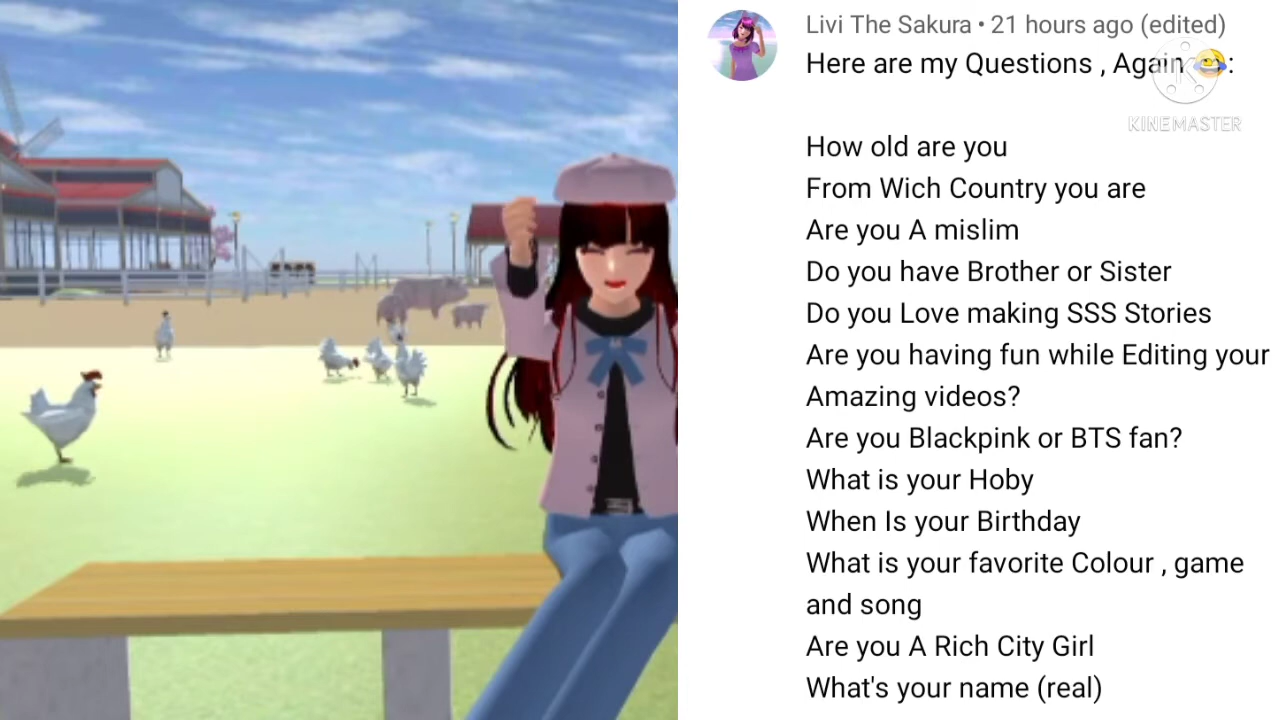 Livi The Sakura • 21 hours ago (edited)
Here are my Questions , Again 😂:
KINEMASTER
How old are you
From Wich Country you are
Are you A mislim
Do you have Brother or Sister
Do you Love making SSS Stories
Are you having fun while Editing your
Amazing videos?
Are you Blackpink or BTS fan?
What is your Hoby
When Is your Birthday
What is your favorite Colour , game
and song
Are you A Rich City Girl
What's your name (real)